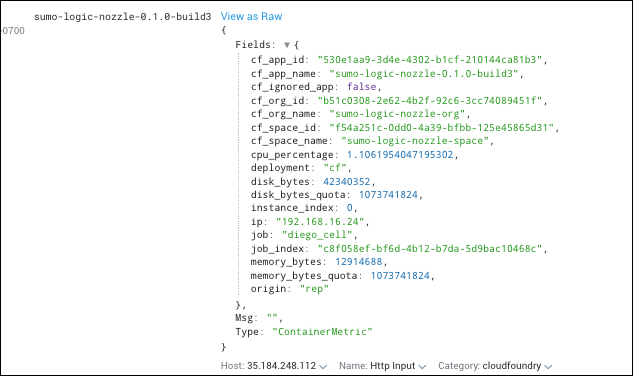 sumo-logic-nozzle-0.1.0-build3 View as Raw
-0700
{
Fields: ▼ {
cf_app_id: "530e1aa9-3d4e-4302-b1cf-210144ca81b3",
cf_app_name: "sumo-logic-nozzle-0.1.0-build3",
cf_ignored_app: false,
cf_org_id: "b51c0308-2e62-4b2f-92c6-3cc74089451f",
cf_org_name: "sumo-logic-nozzle-org",
cf_space_id: "f54a251c-0dd0-4a39-bfbb-125e45865d31",
cf_space_name: "sumo-logic-nozzle-space",
cpu_percentage: 1.1061954047195302,
deployment: "cf",
disk_bytes: 42340352,
disk_bytes_quota: 1073741824,
instance_index: 0,
ip: "192.168.16.24",
job: "diego_cell",
job_index: "c8f058ef-bf6d-4b12-b7da-5d9bac10468c",
memory_bytes: 12914688,
memory_bytes_quota: 1073741824,
origin: "rep"
},
Msg: "",
Type: "ContainerMetric"
}
Host: 35.184.248.112 Name: Http Input Category: cloudfoundry